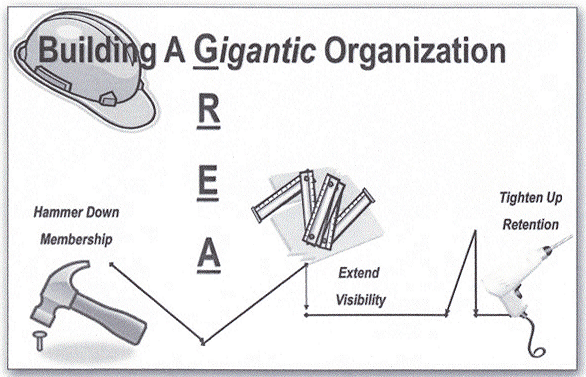 Building A Gigantic Organization
R
E
A
Hammer Down
Membership
Extend
Visibility
Tighten Up
Retention